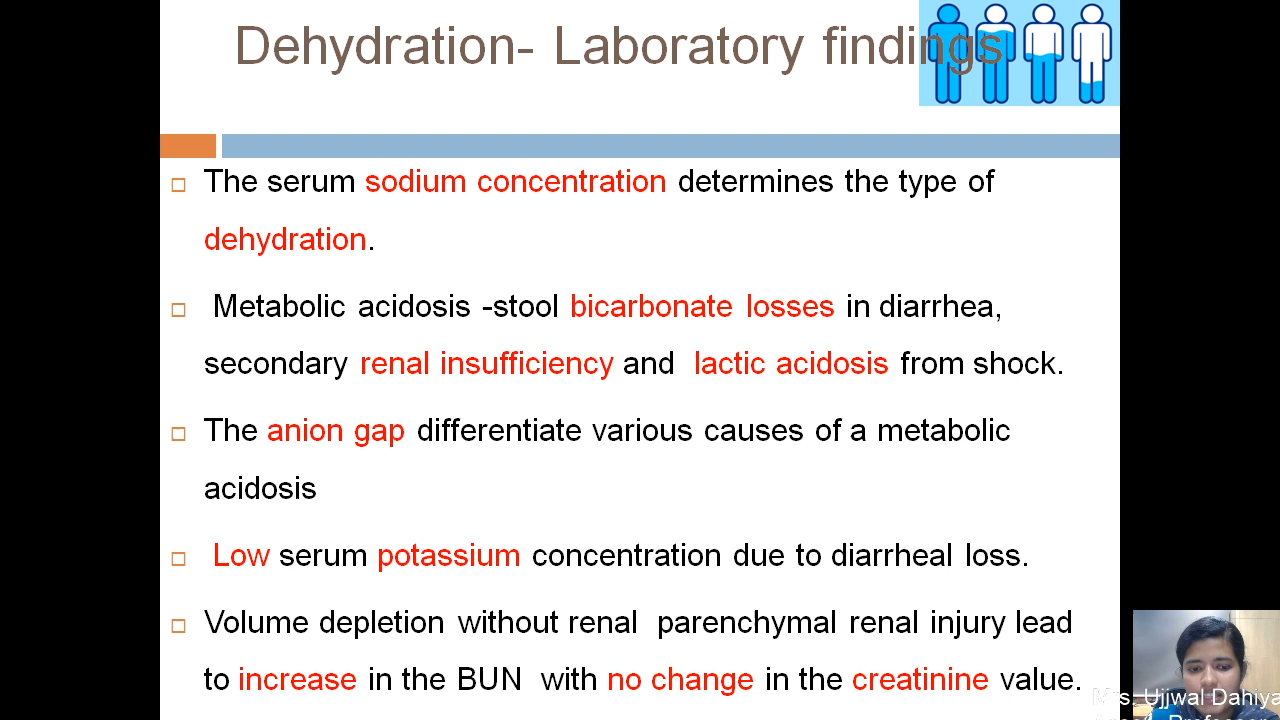 Dehydration- Laboratory findings
The serum sodium concentration determines the type of
dehydration.
Metabolic acidosis -stool bicarbonate losses in diarrhea,
secondary renal insufficiency and lactic acidosis from shock.
The anion gap differentiate various causes of a metabolic
acidosis
Low serum potassium concentration due to diarrheal loss.
Volume depletion without renal parenchymal renal injury lead
to increase in the BUN with no change in the creatinine value.
Mrs. Ujjwal Dahiya